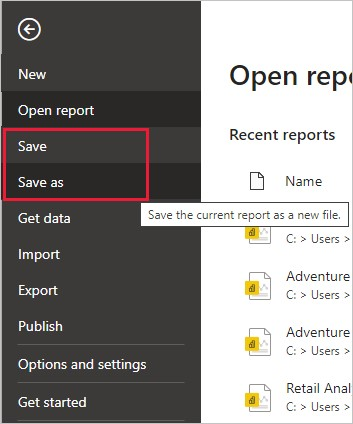 New
Open report
Save
Save as
Get data
Import
Export
Publish
Options and settings
Get started
Open repo
Recent reports
Name
Save the current report as a new file.
C: > Users >
Adventure
C: > Users >
Adventure
C: > Users >
Retail Anal
C: > Users >